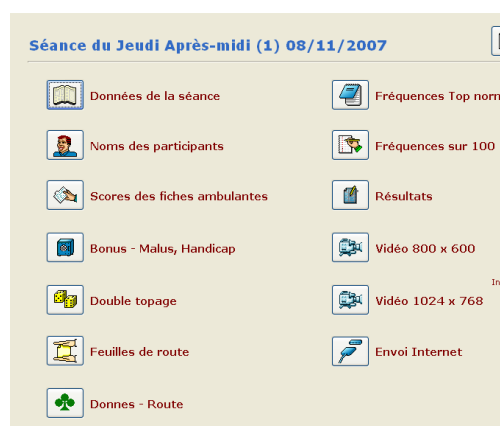 Séance du Jeudi Après-midi (1) 08/11/2007
Données de la séance
Noms des participants
Scores des fiches ambulantes
Bonus - Malus, Handicap
Double topage
Feuilles de route
Donnes - Route
Fréquences Top norm
Fréquences sur 100
Résultats
Vidéo 800 x 600
In
Vidéo 1024 x 768
Envoi Internet